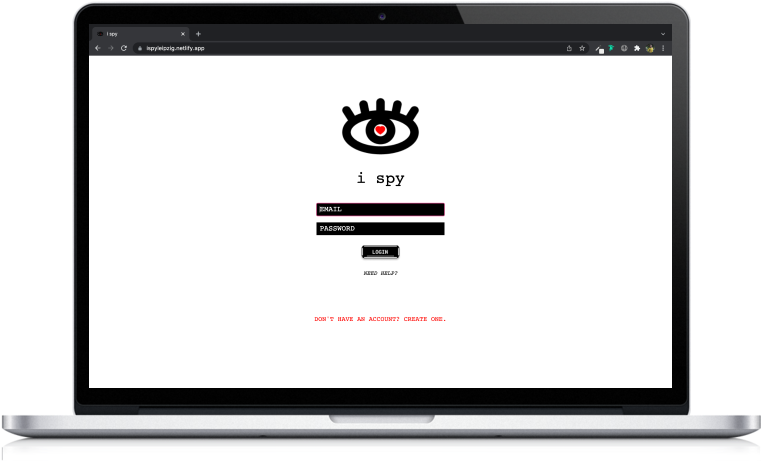 i spy
ispyleipzig.netlify.app
i spy
EMAIL
PASSWORD
LOGIN
NEED HELP?
DON'T HAVE AN ACCOUNT? CREATE ONE.